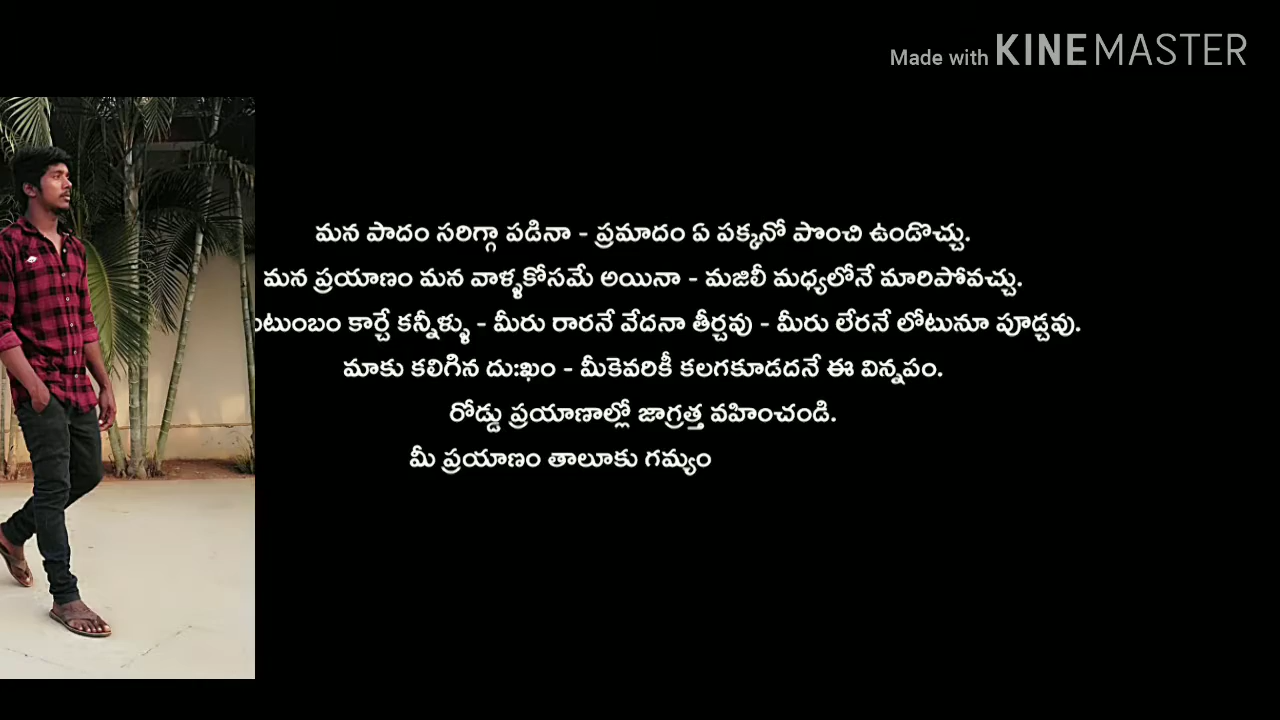 Made with KINEMASTER
మన పాదం సరిగ్గా పడినా - ప్రమాదం ఏ పక్కనో పొంచి ఉండొచ్చు.
మన ప్రయాణం మన వాళ్ళకోసమే అయినా - మజిలీ మధ్యలోనే మారిపోవచ్చు.
కార్చే కన్నీళ్ళు - మీరు రారనే వేదనా తీర్చవు - మీరు లేరనే లోటునూ పూడ్చవు.
మాకు కలిగిన దుఃఖం - మీకెవరికీ కలగకూడదనే ఈ విన్నపం.
రోడ్డు ప్రయాణాల్లో జాగ్రత్త వహించండి.
మీ ప్రయాణం తాలూకు గమ్యం